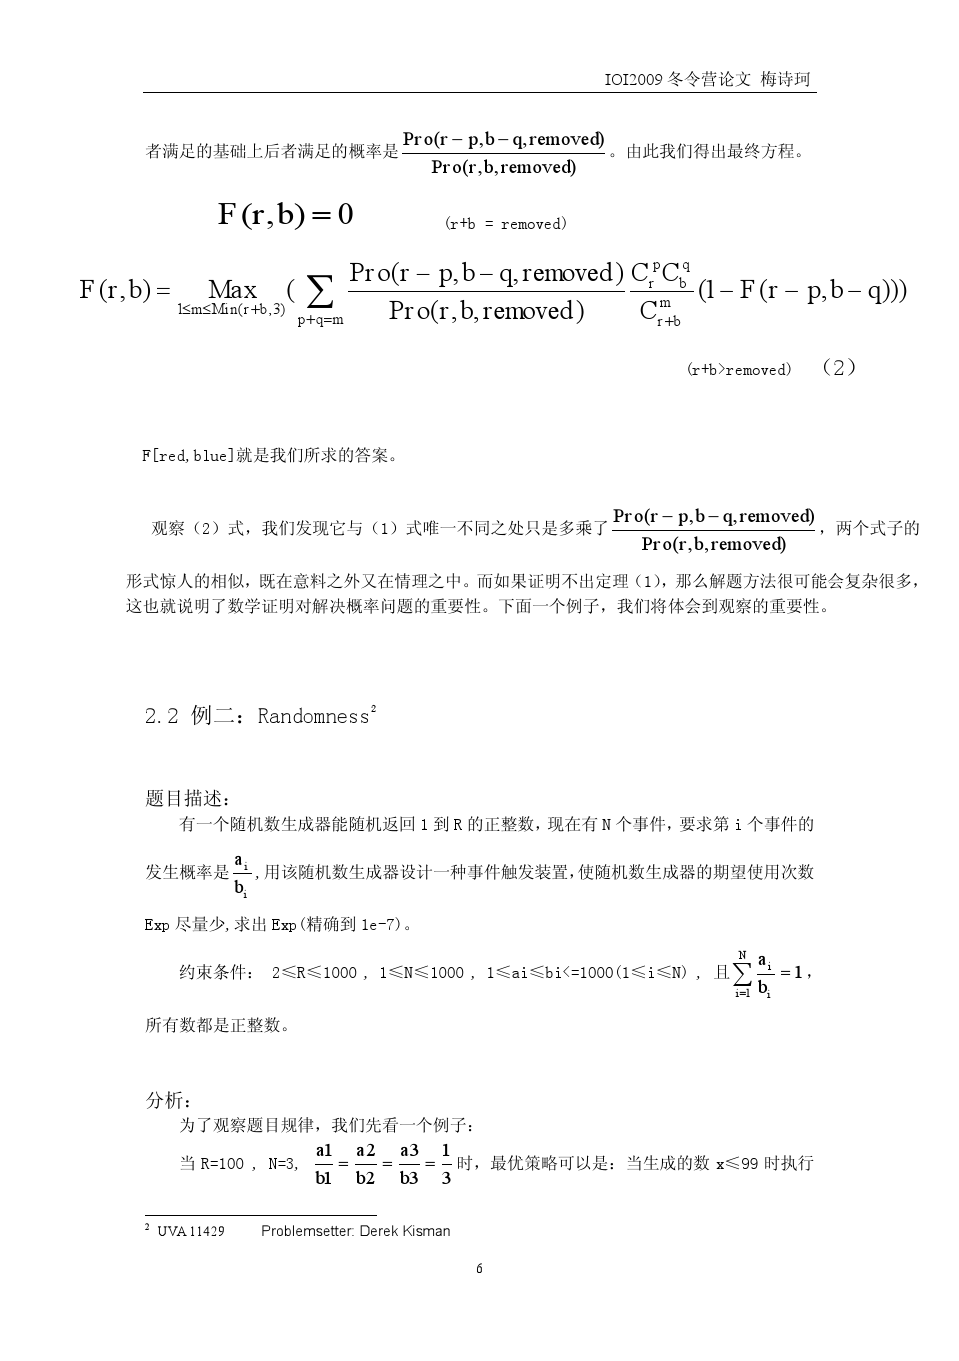 IOI2009 冬令营论文 梅诗珂
者满足的基础上后者满足的概率是 \frac{Pro(r-p,b-q,removed)}{Pro(r,b,removed)} 。由此我们得出最终方程。
F(r,b)=0 (r+b = removed)
F(r,b)= \underset{1≤m≤Min(r+b,3)}{Max} ( \sum_{p+q=m} \frac{Pro(r-p,b-q,removed)}{Pro(r,b,removed)} \frac{C_r^p C_b^q}{C_{r+b}^m} (1-F(r-p,b-q)))
(r+b>removed) （2）
F[red,blue]就是我们所求的答案。
观察（2）式，我们发现它与（1）式唯一不同之处只是多乘了 \frac{Pro(r-p,b-q,removed)}{Pro(r,b,removed)} ，两个式子的
形式惊人的相似，既在意料之外又在情理之中。而如果证明不出定理（1），那么解题方法很可能会复杂很多，
这也就说明了数学证明对解决概率问题的重要性。下面一个例子，我们将体会到观察的重要性。
2.2 例二：Randomness²
题目描述：
有一个随机数生成器能随机返回 1 到 R 的正整数，现在有 N 个事件，要求第 i 个事件的
发生概率是 \frac{a_i}{b_i} ,用该随机数生成器设计一种事件触发装置,使随机数生成器的期望使用次数
Exp 尽量少,求出 Exp(精确到 1e-7)。
约束条件： 2≤R≤1000 , 1≤N≤1000 , 1≤ai≤bi<=1000(1≤i≤N) , 且 \sum_{i=1}^{N} \frac{a_i}{b_i} =1，
所有数都是正整数。
分析：
为了观察题目规律，我们先看一个例子：
当 R=100 , N=3, \frac{a1}{b1} = \frac{a2}{b2} = \frac{a3}{b3} = \frac{1}{3} 时，最优策略可以是：当生成的数 x≤99 时执行
² UVA 11429 Problemsetter: Derek Kisman
6